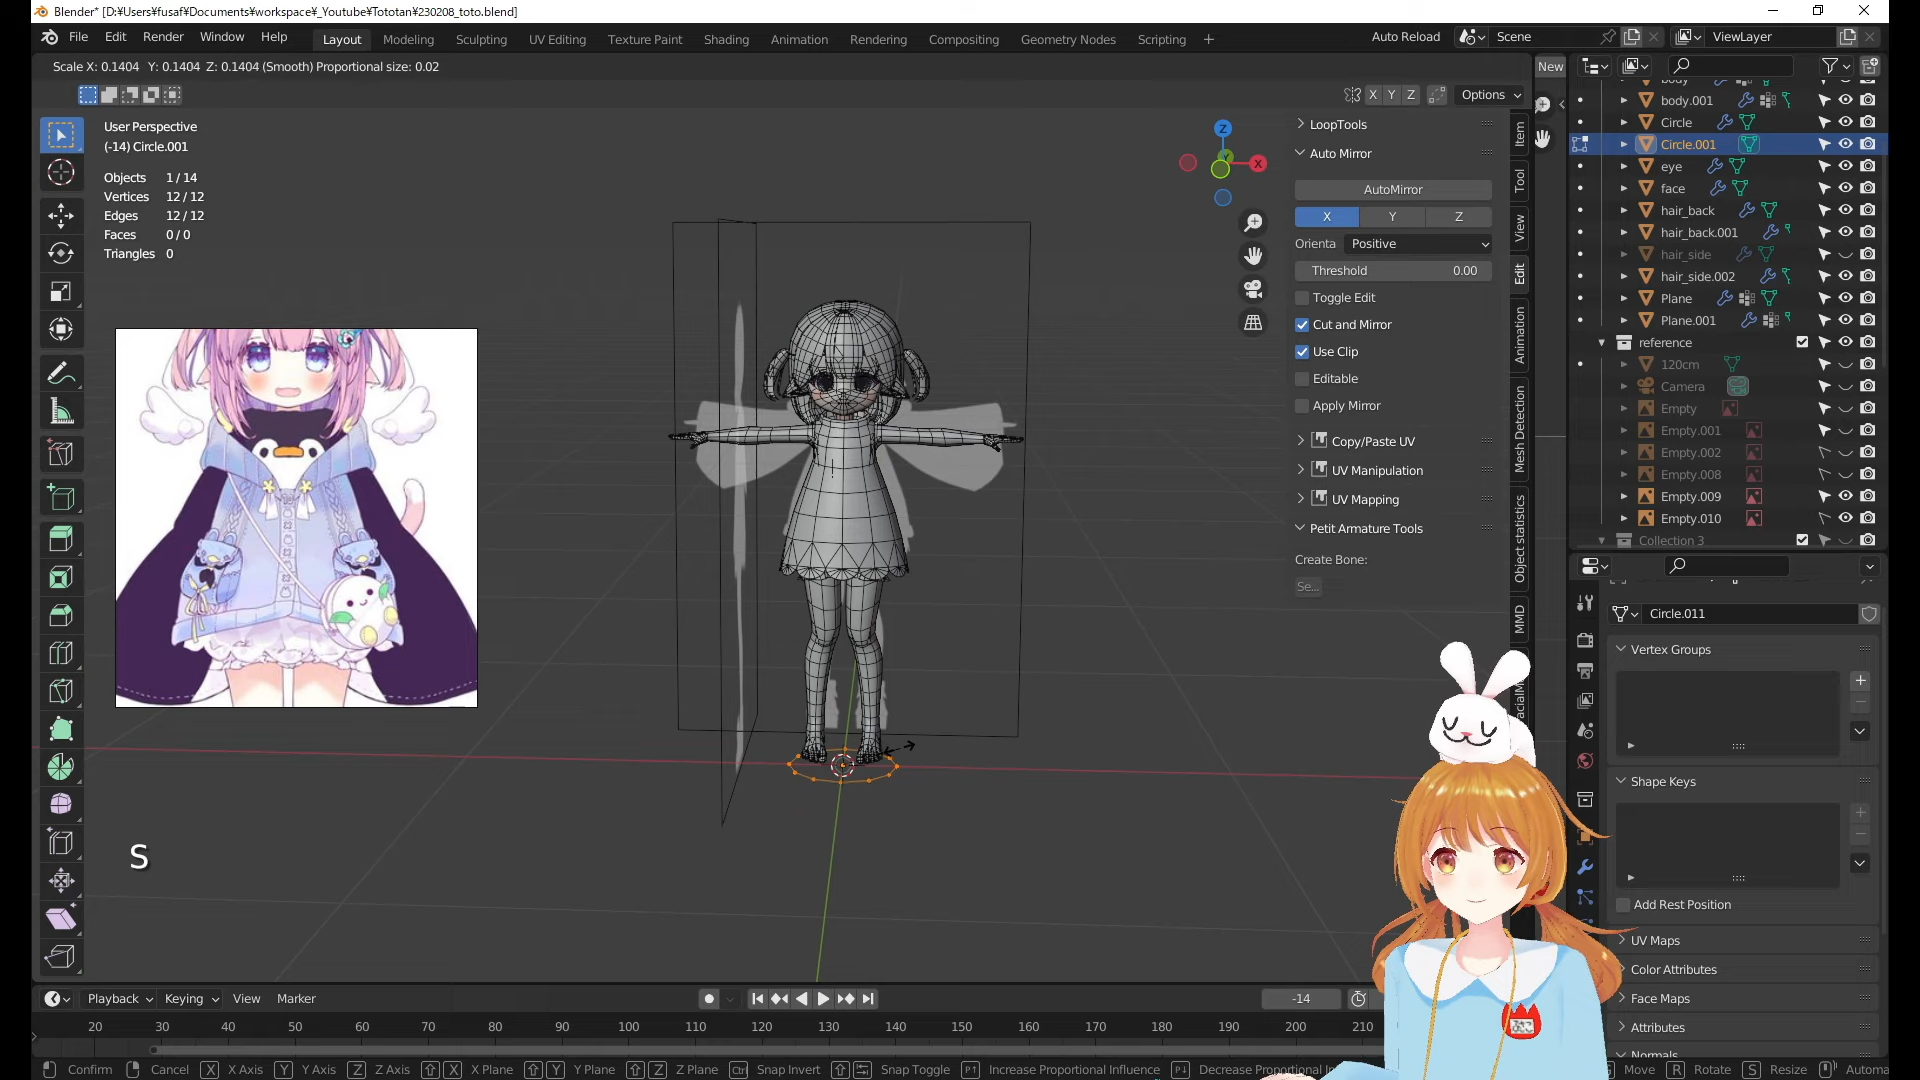 Blender* [D:¥Users¥fusaf¥Documents¥workspace¥_Youtube¥Tototan¥230208_toto.blend]
File Edit Render Window Help Layout Modeling Sculpting UV Editing Texture Paint Shading Animation Rendering Compositing Geometry Nodes Scripting + Auto Reload Scene ViewLayer
Scale X: 0.1404 Y: 0.1404 Z: 0.1404 (Smooth) Proportional size: 0.02
New
X Y Z Options
User Perspective
(-14) Circle.001
Objects 1 / 14
Vertices 12 / 12
Edges 12 / 12
Faces 0 / 0
Triangles 0
Z
X
LoopTools
Auto Mirror
AutoMirror
X Y Z
Orienta Positive
Threshold 0.00
Toggle Edit
Cut and Mirror
Use Clip
Editable
Apply Mirror
Copy/Paste UV
UV Manipulation
UV Mapping
Petit Armature Tools
Create Bone:
Se...
Item
Tool
View
Edit
Animation
Mesh Detection
Object statistics
MMD
body
body.001
Circle
Circle.001
eye
face
hair_back
hair_back.001
hair_side
hair_side.002
Plane
Plane.001
reference
120cm
Camera
Empty
Empty.001
Empty.002
Empty.008
Empty.009
Empty.010
Collection 3
Circle.011
Vertex Groups
Shape Keys
Add Rest Position
UV Maps
Color Attributes
Face Maps
Attributes
Normals
S
Playback Keying View Marker -14
20 30 40 50 60 70 80 90 100 110 120 130 140 150 160 170 180 190 200 210
Confirm Cancel X X Axis Y Y Axis Z Z Axis X X Plane Y Y Plane Z Z Plane Ctrl Snap Invert Snap Toggle Increase Proportional Influence Decrease Proportional In Move R Rotate S Resize Automa